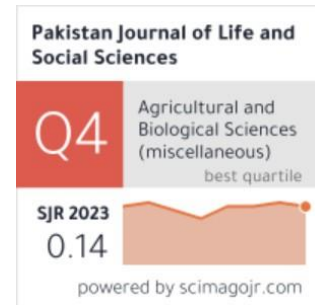 Pakistan Journal of Life and
Social Sciences
Q4
Agricultural and
Biological Sciences
(miscellaneous)
best quartile
SJR 2023
0.14
powered by scimagojr.com